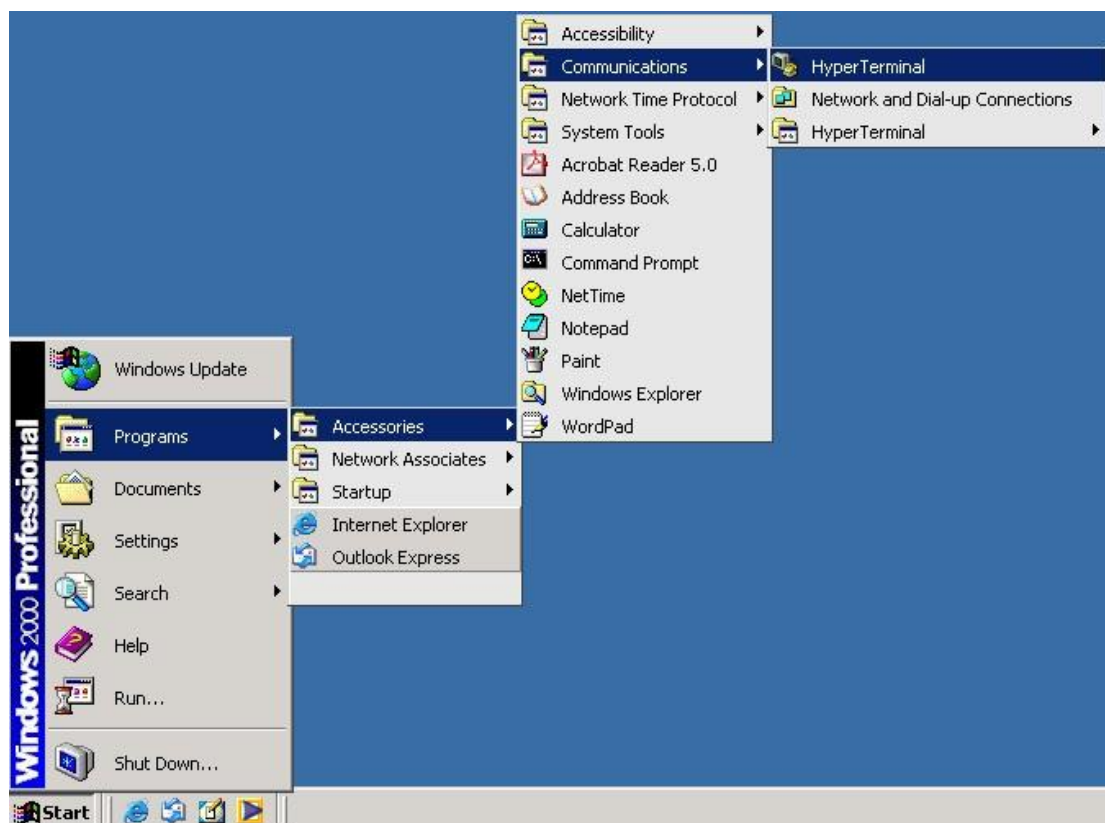 Accessibility
Communications
Network Time Protocol
System Tools
Acrobat Reader 5.0
Address Book
Calculator
C:\
Command Prompt
NetTime
Notepad
Paint
Windows Explorer
WordPad
HyperTerminal
Network and Dial-up Connections
HyperTerminal
Windows Update
Programs
Documents
Settings
Search
Help
Run...
Shut Down...
Accessories
Network Associates
Startup
Internet Explorer
Outlook Express
Windows 2000 Professional
Start